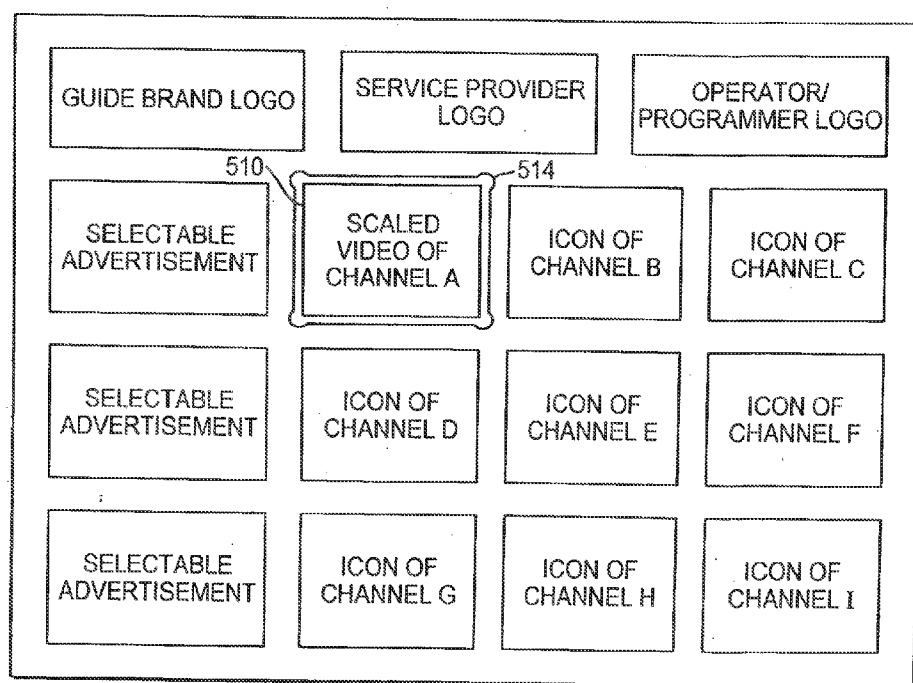 GUIDE BRAND LOGO
SERVICE PROVIDER
LOGO
OPERATOR/
PROGRAMMER LOGO
510
514
SELECTABLE
ADVERTISEMENT
SCALED
VIDEO OF
CHANNEL A
ICON OF
CHANNEL B
ICON OF
CHANNEL C
SELECTABLE
ADVERTISEMENT
ICON OF
CHANNEL D
ICON OF
CHANNEL E
ICON OF
CHANNEL F
SELECTABLE
ADVERTISEMENT
ICON OF
CHANNEL G
ICON OF
CHANNEL H
ICON OF
CHANNEL I